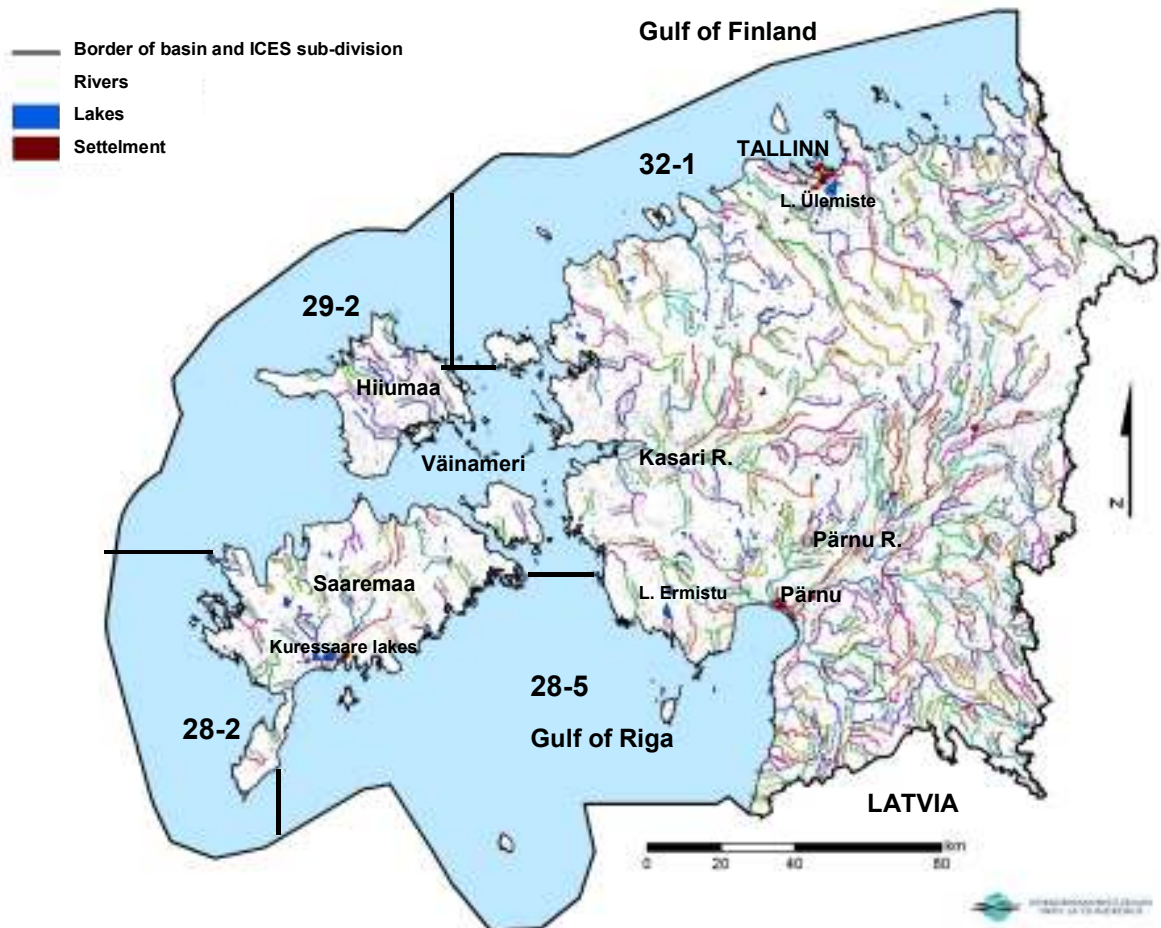 Gulf of Finland
Border of basin and ICES sub-division
Rivers
Lakes
Settelment
32-1
TALLINN
L. Ülemiste
29-2
Hiiumaa
Väinameri
Kasari R.
N
Pärnu R.
Saaremaa
L. Ermistu
Pärnu
Kuressaare lakes
28-5
28-2
Gulf of Riga
LATVIA
0 20 40 80 km